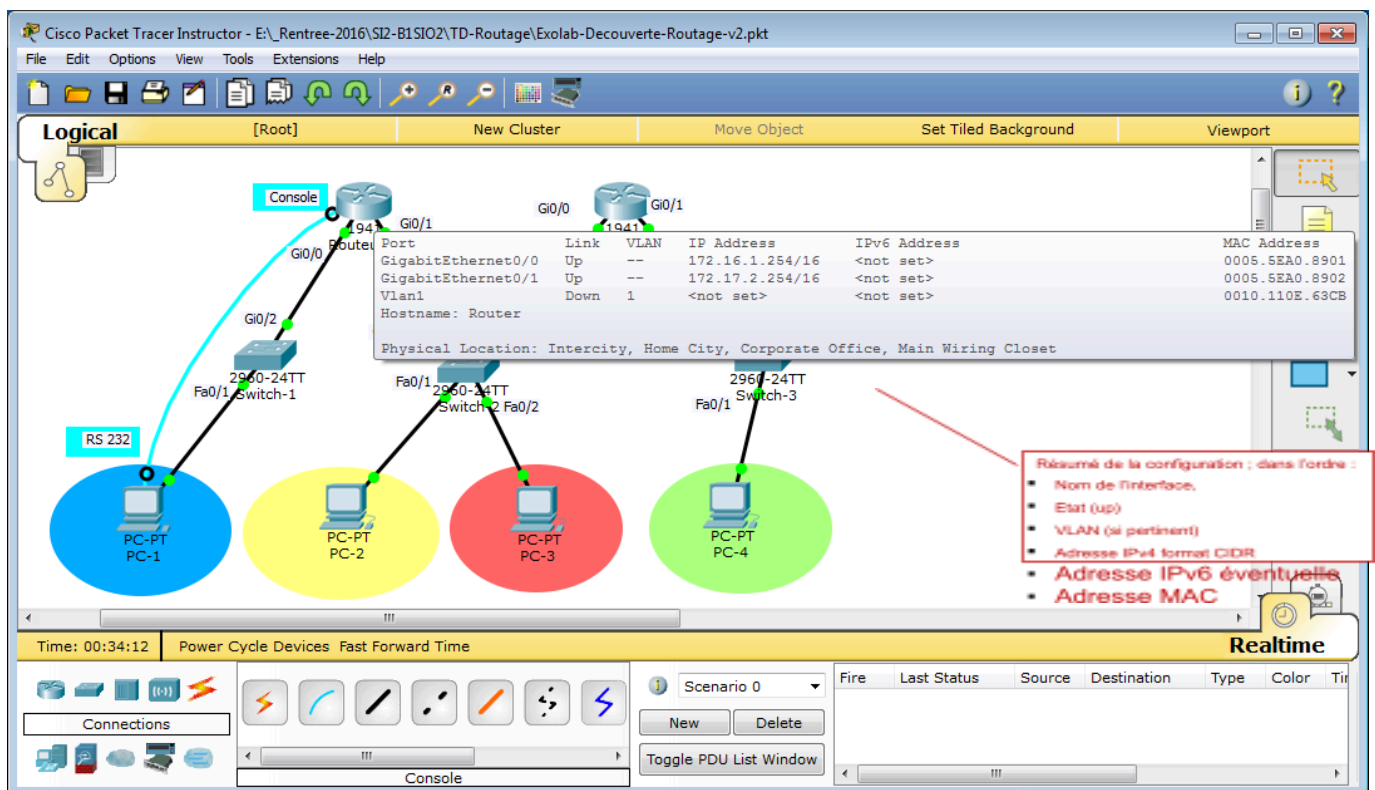 Cisco Packet Tracer Instructor - E:\_Rentree-2016\SI2-B1SIO2\TD-Routage\Exolab-Decouverte-Routage-v2.pkt
File Edit Options View Tools Extensions Help
Logical [Root] New Cluster Move Object Set Tiled Background Viewport
Console
Gi0/1
Gi0/0
Gi0/1
1941
1941
Gi0/0
Port Link VLAN IP Address IPv6 Address MAC Address
GigabitEthernet0/0 Up -- 172.16.1.254/16 <not set> 0005.5EA0.8901
GigabitEthernet0/1 Up -- 172.17.2.254/16 <not set> 0005.5EA0.8902
Vlan1 Down 1 <not set> <not set> 0010.110E.63CB
Hostname: Router
Physical Location: Intercity, Home City, Corporate Office, Main Wiring Closet
Gi0/2
2960-24TT
Switch-1
Fa0/1
Fa0/1
2960-24TT
Switch-2
Fa0/2
2960-24TT
Switch-3
Fa0/1
RS 232
PC-PT
PC-1
PC-PT
PC-2
PC-PT
PC-3
PC-PT
PC-4
Résumé de la configuration ; dans l'ordre :
▪ Nom de l'interface,
▪ Etat (up)
▪ VLAN (si pertinent)
▪ Adresse IPv4 format CIDR
▪ Adresse IPv6 éventuelle
▪ Adresse MAC
Time: 00:34:12 Power Cycle Devices Fast Forward Time Realtime
Connections
Console
Scenario 0
New Delete
Toggle PDU List Window
Fire Last Status Source Destination Type Color